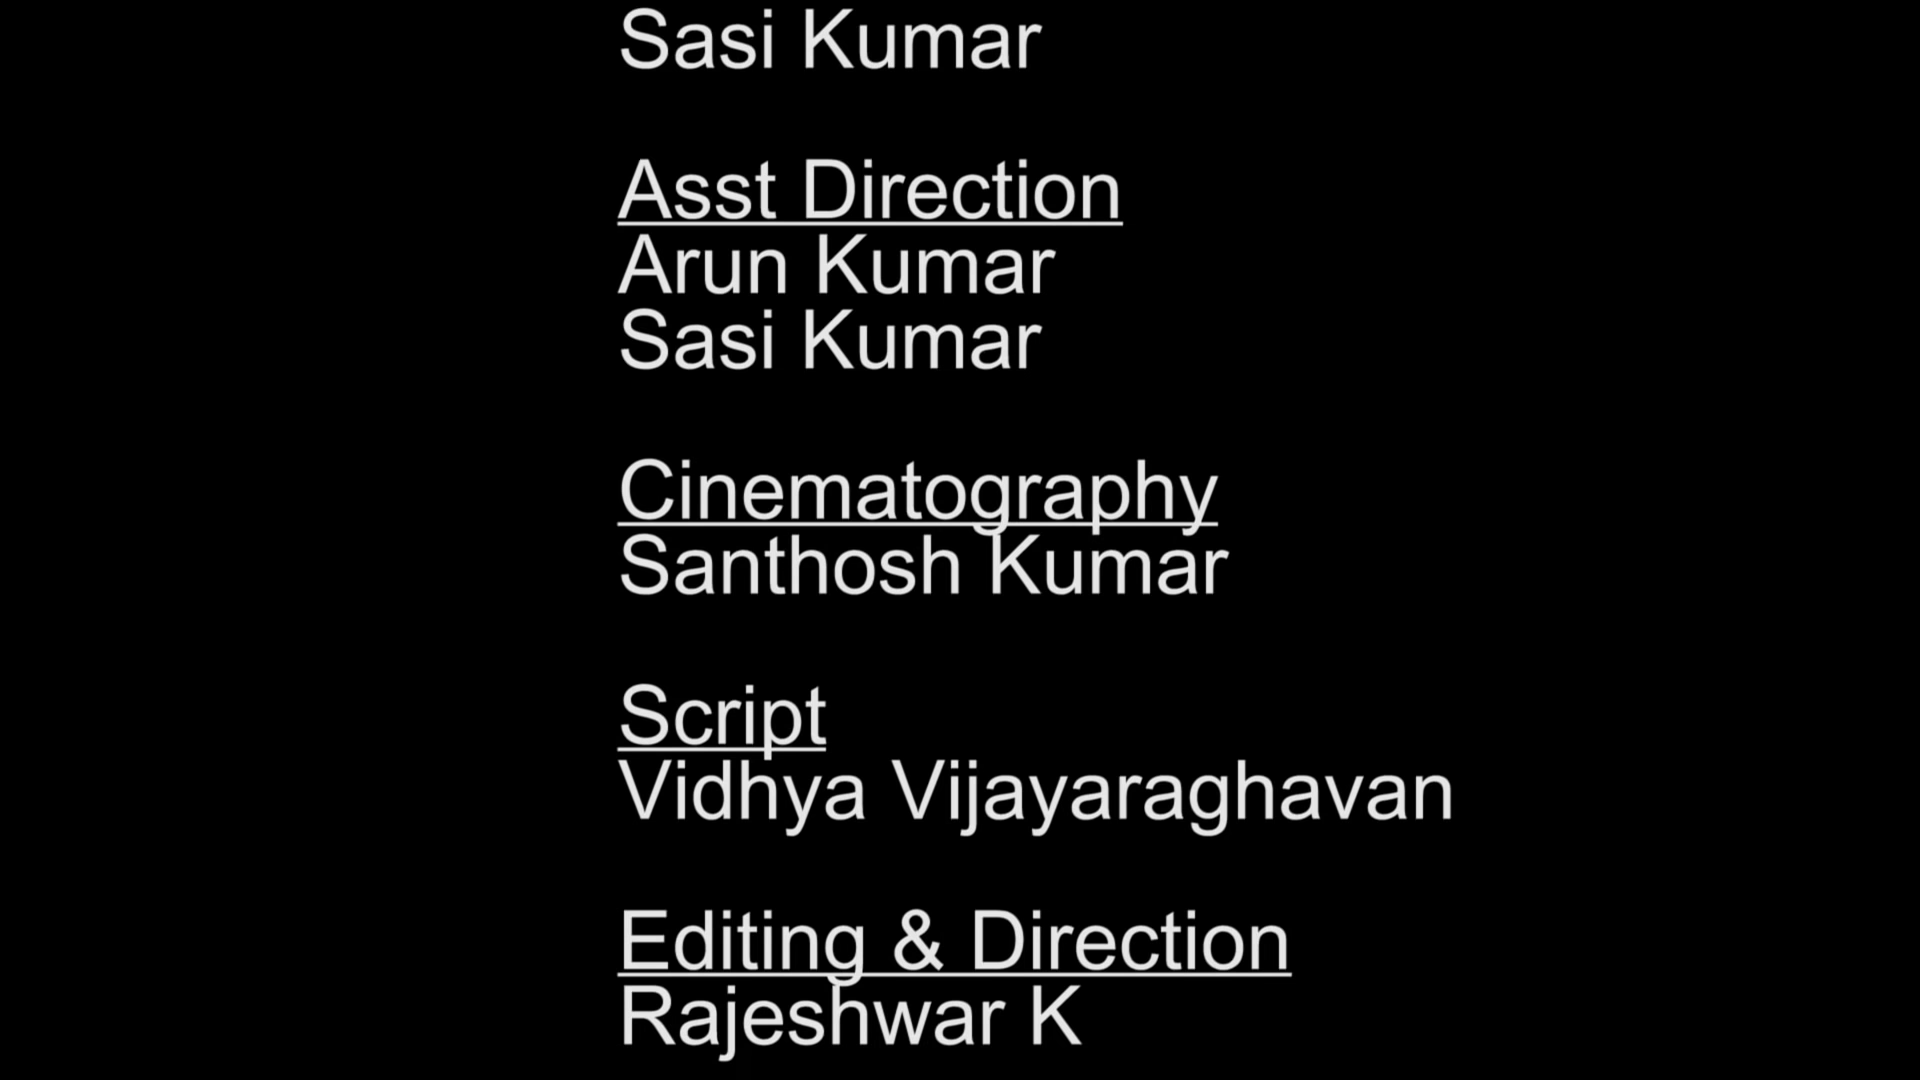 Sasi Kumar
Asst Direction
Arun Kumar
Sasi Kumar
Cinematography
Santhosh Kumar
Script
Vidhya Vijayaraghavan
Editing & Direction
Rajeshwar K